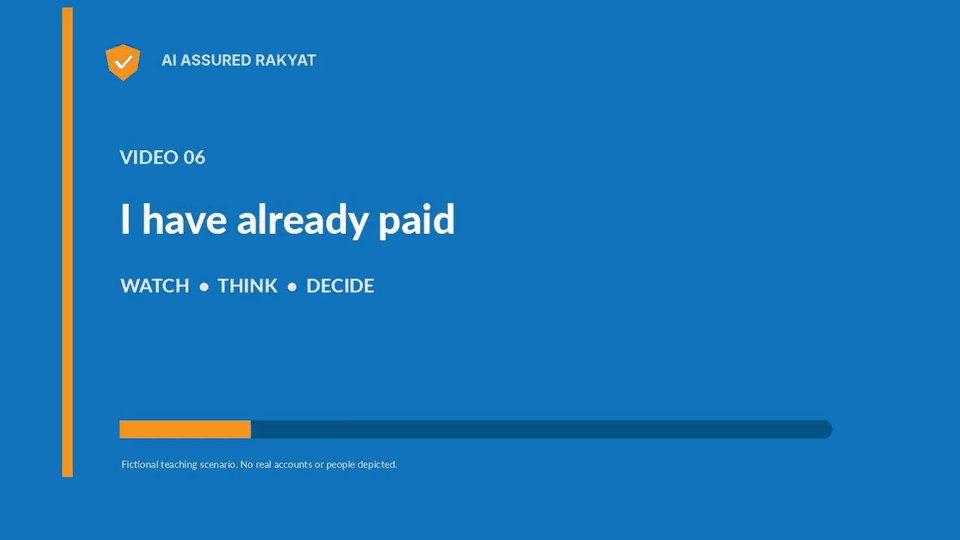 AI ASSURED RAKYAT
VIDEO 06
I have already paid
WATCH ● THINK ● DECIDE
Fictional teaching scenario. No real accounts or people depicted.